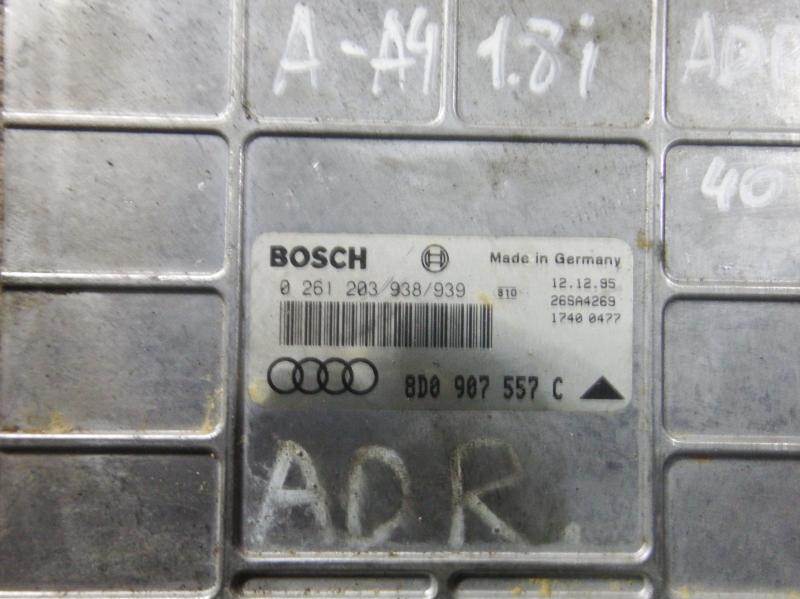 A-A4 1.8i ADR
40
BOSCH Made in Germany
0 261 203 938/939 810 12.12.95
26SA4269
1740 0477
8D0 907 557 C
ADR.